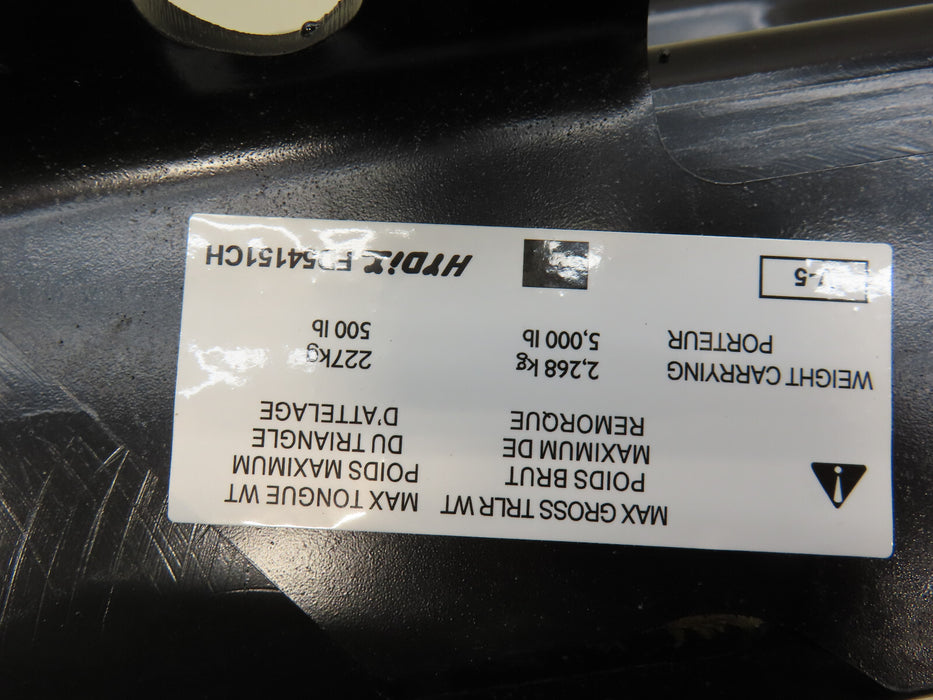 MAX GROSS TRLR WT MAX TONGUE WT
POIDS BRUT POIDS MAXIMUM
MAXIMUM DE DU TRIANGLE
REMORQUE D'ATTELAGE
WEIGHT CARRYING 2,268 kg 227kg
PORTEUR 5,000 lb 500 lb